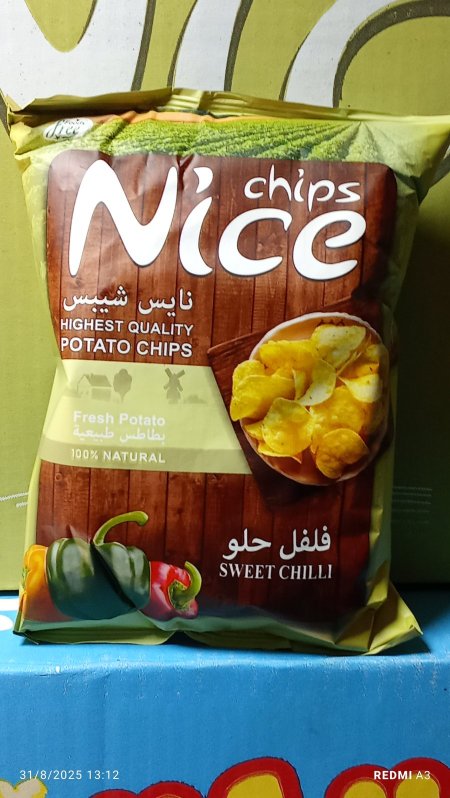 free
chips
Nice
نايس شيبس
HIGHEST QUALITY
POTATO CHIPS
Fresh Potato
بطاطس طبيعية
100% NATURAL
فلفل حلو
SWEET CHILLI
31/8/2025 13:12
REDMI A3